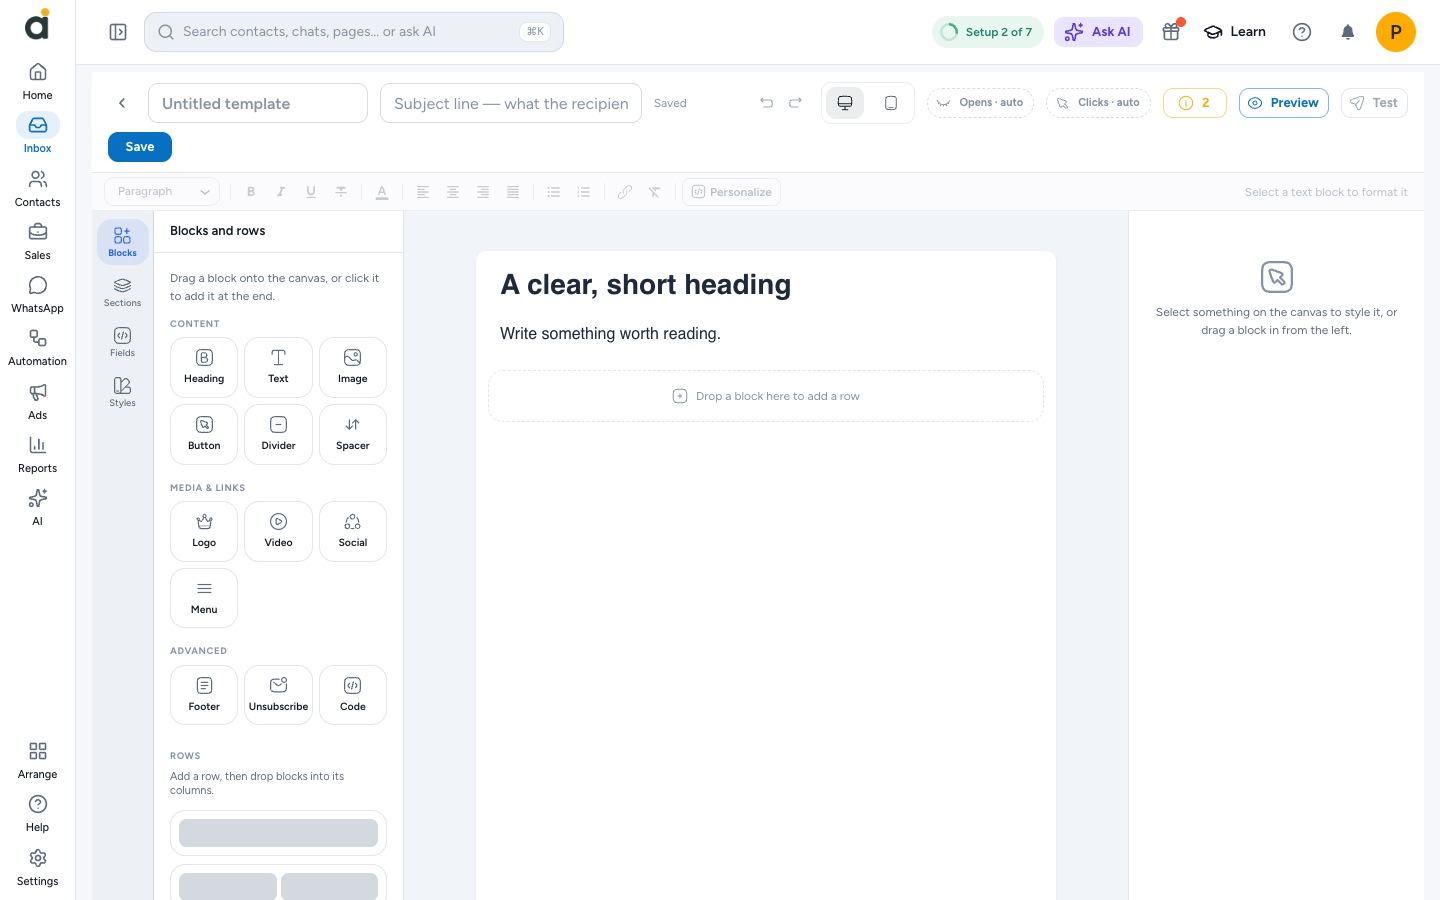 Search contacts, chats, pages... or ask AI
⌘K
Setup 2 of 7
Ask AI
Learn
P
Home
Inbox
Contacts
Sales
WhatsApp
Automation
Ads
Reports
AI
Arrange
Help
Settings
Untitled template
Subject line — what the recipien
Saved
Opens · auto
Clicks · auto
2
Preview
Test
Save
Paragraph
B
I
U
A
Personalize
Select a text block to format it
Blocks
Sections
Fields
Styles
Blocks and rows
Drag a block onto the canvas, or click it
to add it at the end.
CONTENT
Heading
Text
Image
Button
Divider
Spacer
MEDIA & LINKS
Logo
Video
Social
Menu
ADVANCED
Footer
Unsubscribe
Code
ROWS
Add a row, then drop blocks into its
columns.
A clear, short heading
Write something worth reading.
Drop a block here to add a row
Select something on the canvas to style it, or
drag a block in from the left.